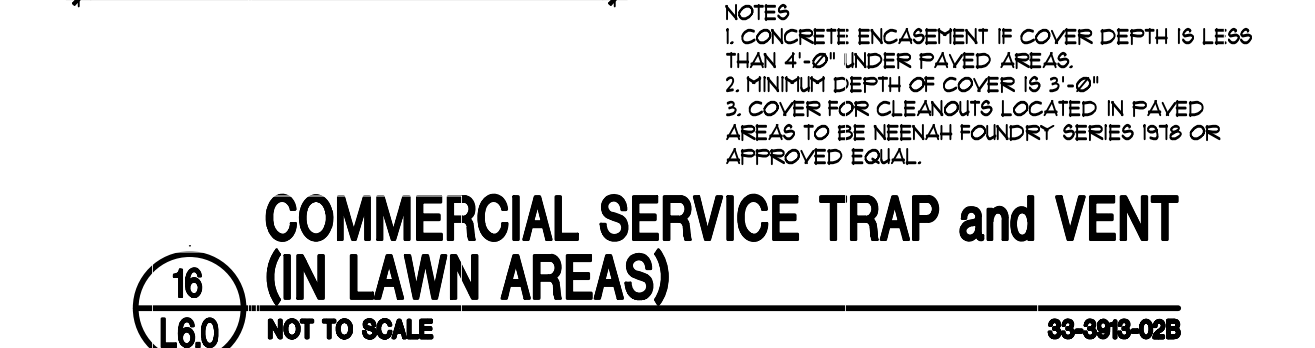 NOTES
1. CONCRETE ENCASEMENT IF COVER DEPTH IS LESS
THAN 4'-0" UNDER PAVED AREAS.
2. MINIMUM DEPTH OF COVER IS 3'-0"
3. COVER FOR CLEANOUTS LOCATED IN PAVED
AREAS TO BE NEENAH FOUNDRY SERIES 1978 OR
APPROVED EQUAL.
COMMERCIAL SERVICE TRAP and VENT
(IN LAWN AREAS)
16
L6.0
NOT TO SCALE
33-3913-02B